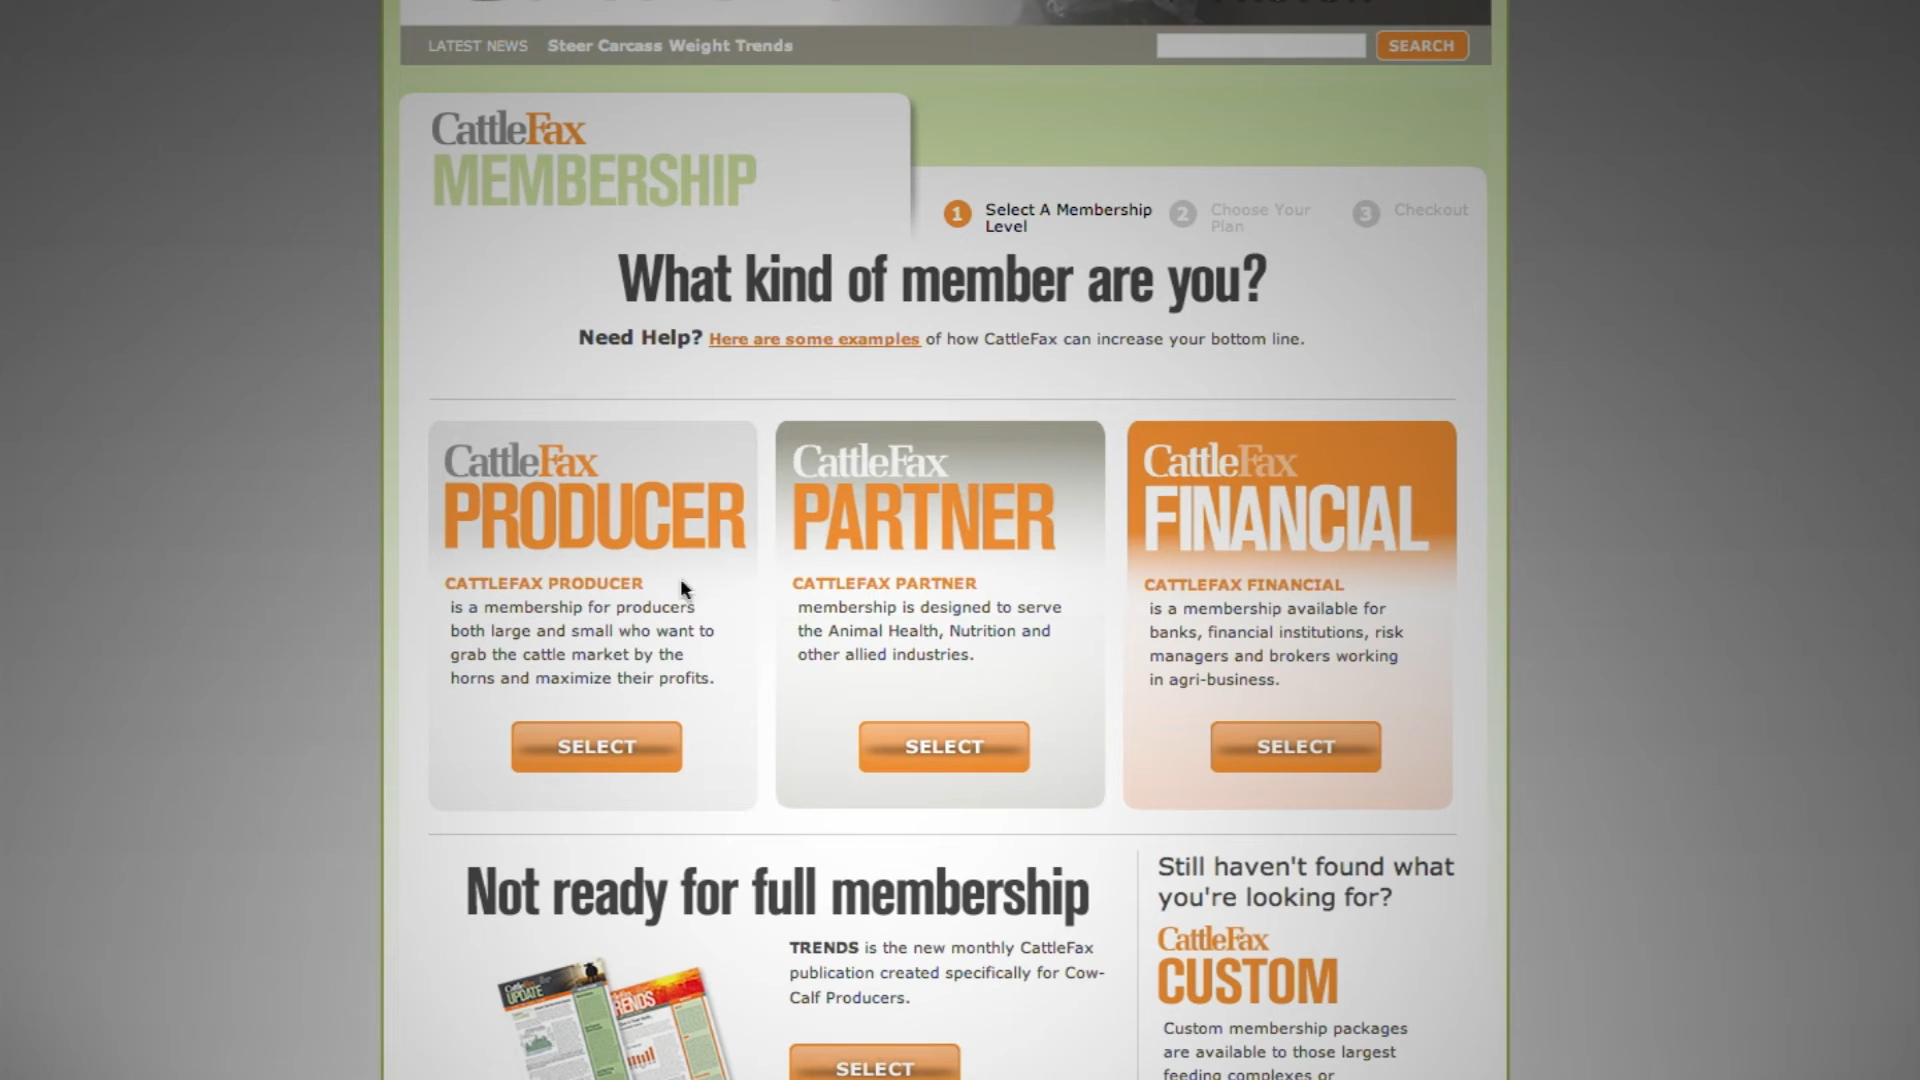 LATEST NEWS Steer Carcass Weight Trends
SEARCH
CattleFax
MEMBERSHIP
1 Select A Membership Level
2 Choose Your Plan
3 Checkout
What kind of member are you?
Need Help? Here are some examples of how CattleFax can increase your bottom line.
CattleFax
PRODUCER
CATTLEFAX PRODUCER
is a membership for producers
both large and small who want to
grab the cattle market by the
horns and maximize their profits.
SELECT
CattleFax
PARTNER
CATTLEFAX PARTNER
membership is designed to serve
the Animal Health, Nutrition and
other allied industries.
SELECT
CattleFax
FINANCIAL
CATTLEFAX FINANCIAL
is a membership available for
banks, financial institutions, risk
managers and brokers working
in agri-business.
SELECT
Not ready for full membership
CattleFax
UPDATE
TRENDS is the new monthly CattleFax
publication created specifically for Cow-
Calf Producers.
SELECT
Still haven't found what
you're looking for?
CattleFax
CUSTOM
Custom membership packages
are available to those largest
feeding complexes or